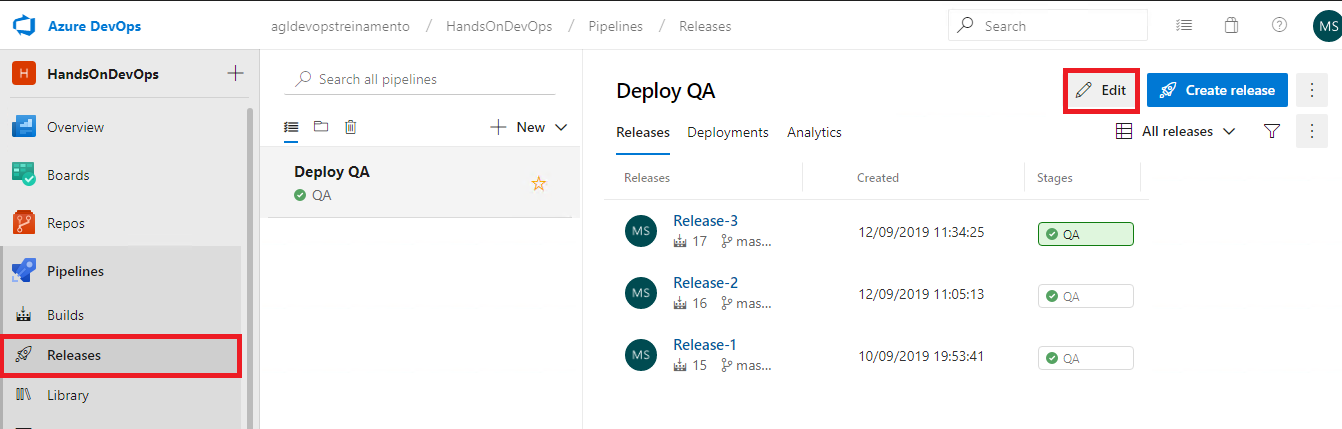 Azure DevOps
agldevopstreinamento / HandsOnDevOps / Pipelines / Releases
Search
MS
H HandsOnDevOps
Overview
Boards
Repos
Pipelines
Builds
Releases
Library
Search all pipelines
New
Deploy QA
QA
Deploy QA
Edit
Create release
Releases Deployments Analytics
All releases
Releases Created Stages
MS Release-3 12/09/2019 11:34:25 QA
17 mas...
MS Release-2 12/09/2019 11:05:13 QA
16 mas...
MS Release-1 10/09/2019 19:53:41 QA
15 mas...